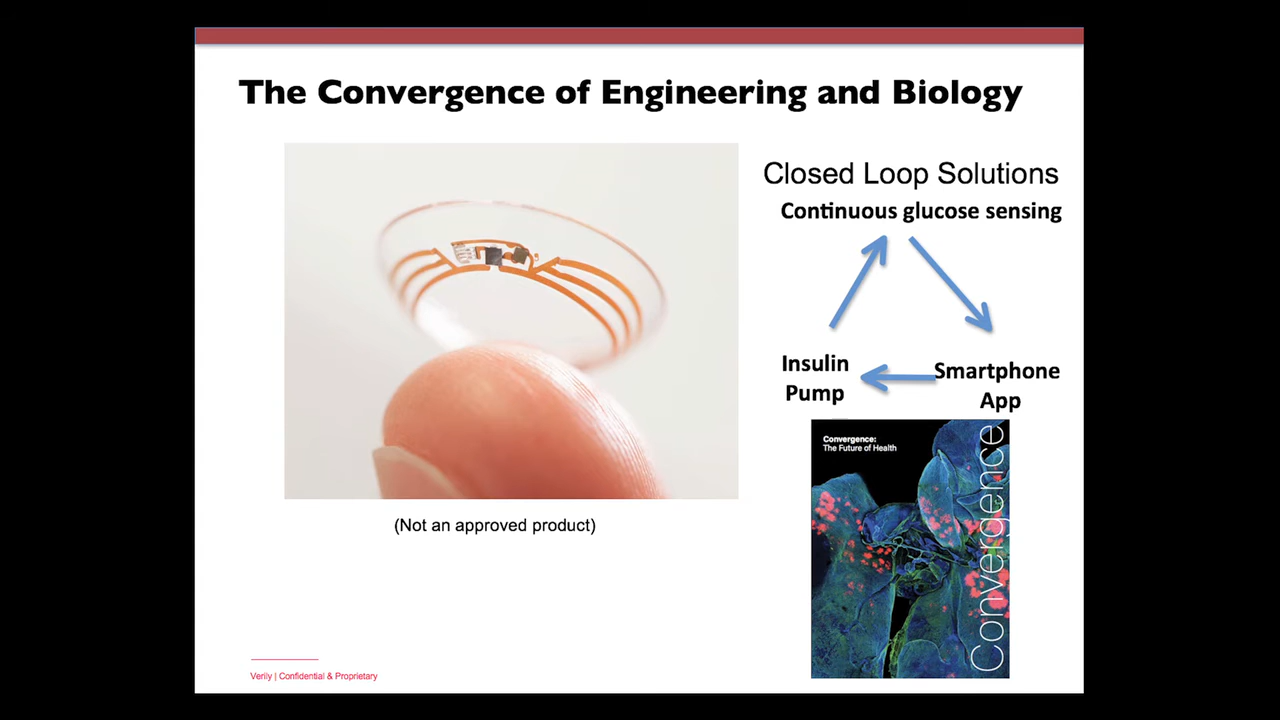 The Convergence of Engineering and Biology
Closed Loop Solutions
Continuous glucose sensing
Insulin
Pump
Smartphone
App
Convergence:
The Future of Health
Convergence
(Not an approved product)
Verily | Confidential & Proprietary